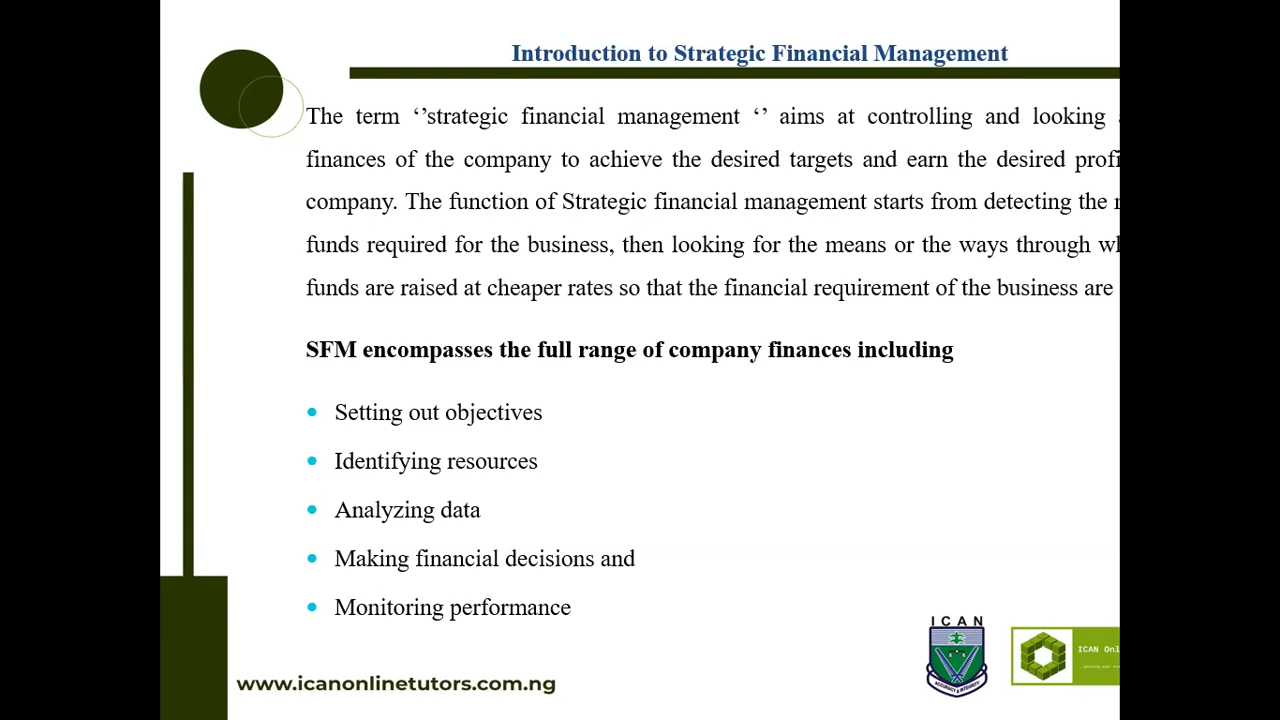 Introduction to Strategic Financial Management
The term ‘’strategic financial management ‘’ aims at controlling and looking
finances of the company to achieve the desired targets and earn the desired
company. The function of Strategic financial management starts from detecting the
funds required for the business, then looking for the means or the ways through
funds are raised at cheaper rates so that the financial requirement of the business are
SFM encompasses the full range of company finances including
• Setting out objectives
• Identifying resources
• Analyzing data
• Making financial decisions and
• Monitoring performance
ICAN
ACCURACY & INTEGRITY
ICAN
www.icanonlinetutors.com.ng